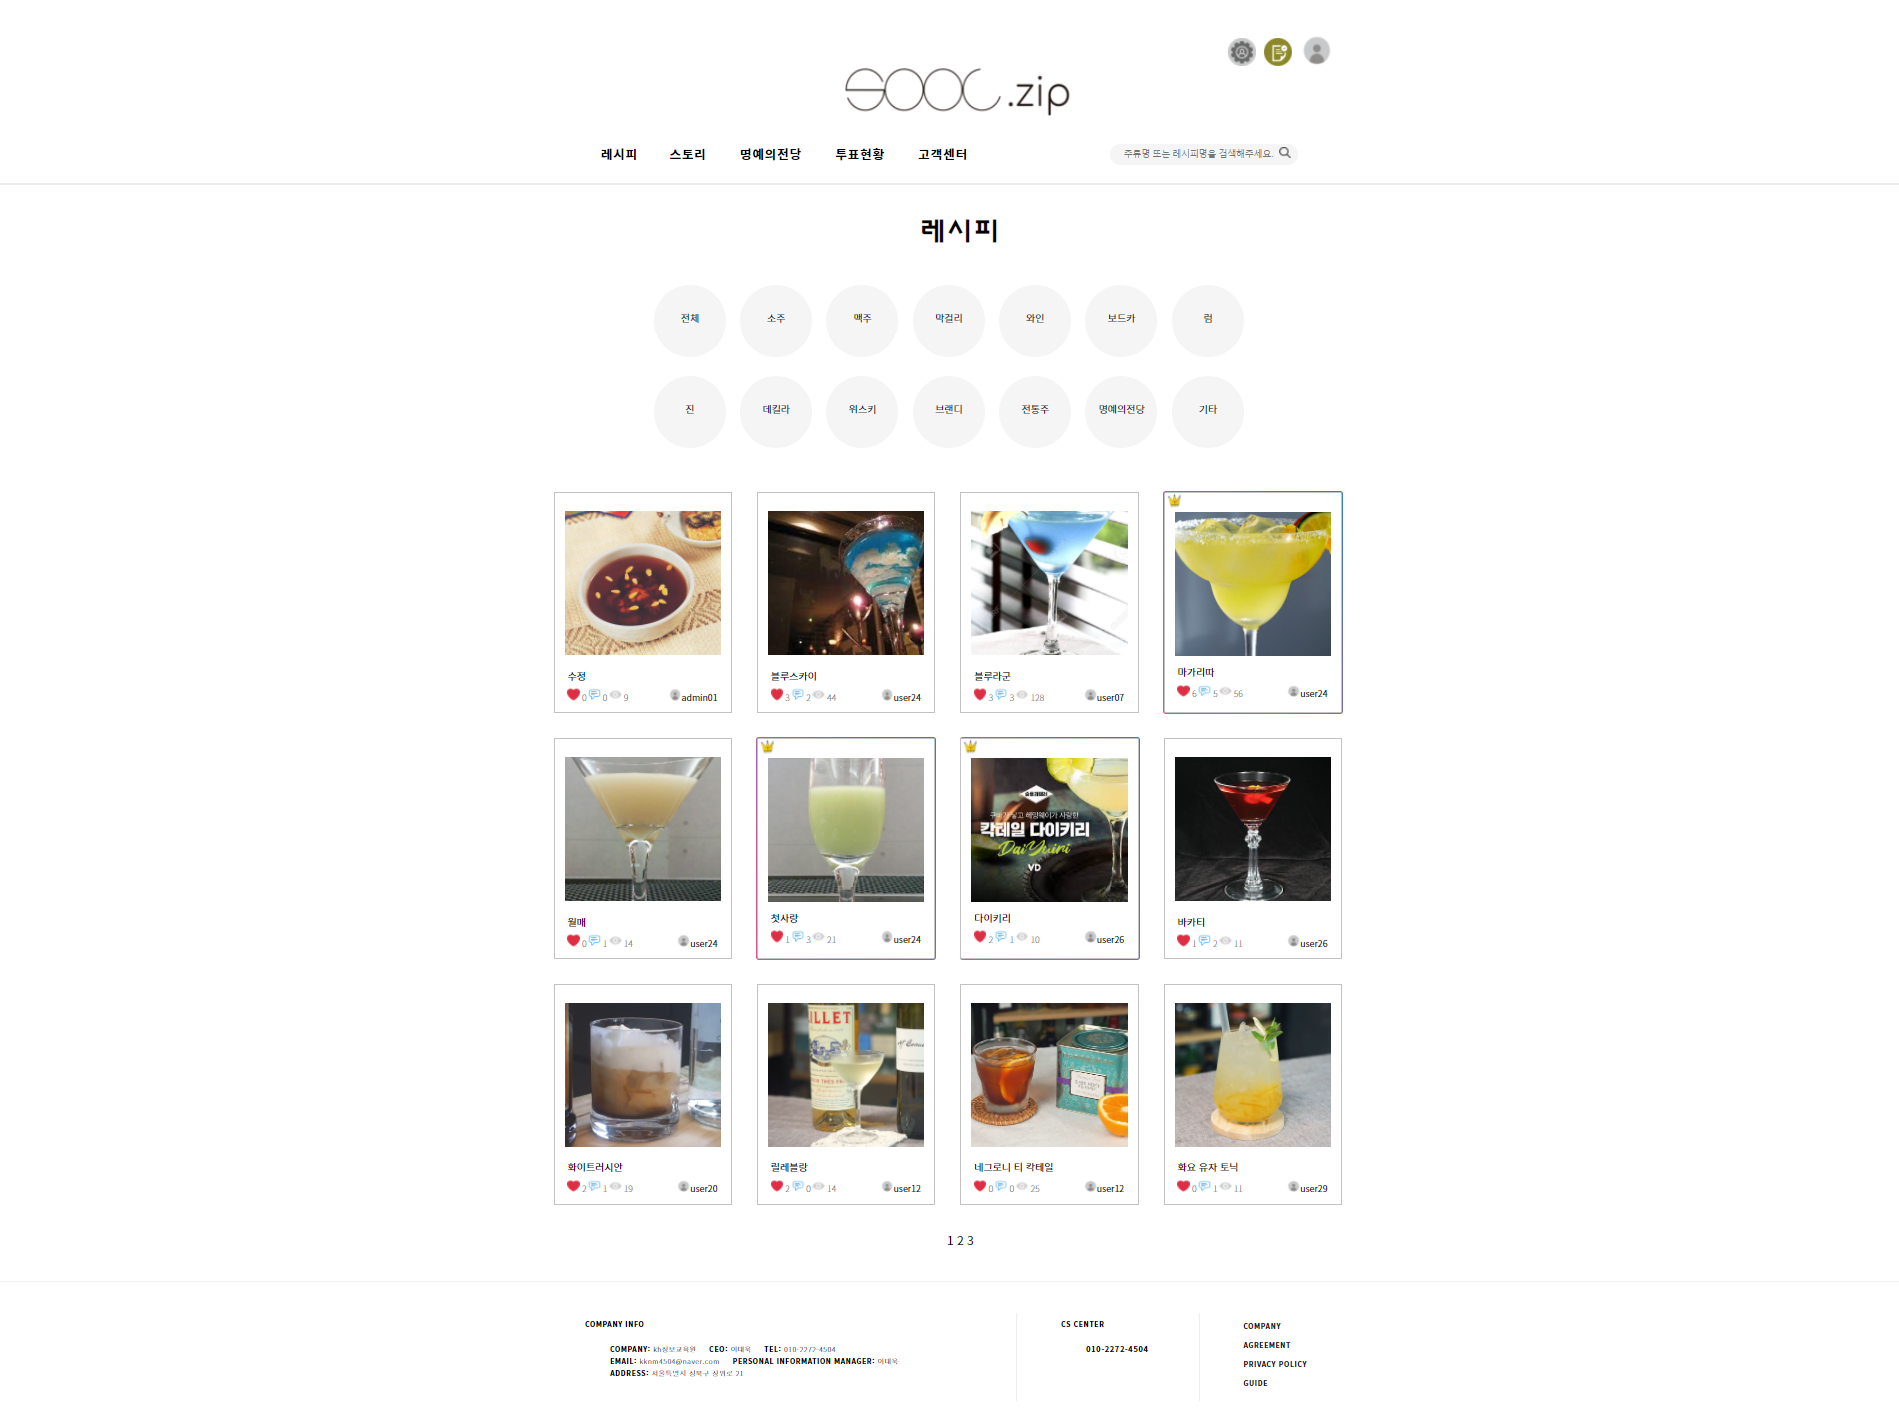 SOOC.zip
레시피 스토리 명예의전당 투표현황 고객센터 주류명 또는 레시피명을 검색해주세요.
레시피
전체 소주 맥주 막걸리 와인 보드카 럼
진 데킬라 위스키 브랜디 전통주 명예의전당 기타
수정 블루스카이 블루라군 마가리따
0 0 9 admin01 3 2 44 user24 3 3 128 user07 6 5 56 user24
칵테일 다이키리
VD
월매 첫사랑 다이키리 바카티
0 1 14 user24 1 3 21 user24 2 1 10 user26 1 2 11 user26
LILLET
화이트러시안 릴레블랑 네그로니 티 칵테일 화요 유자 토닉
2 1 19 user20 2 0 14 user12 0 0 25 user12 0 1 11 user29
1 2 3
COMPANY INFO CS CENTER COMPANY
COMPANY: kh정보교육원 CEO: 이대욱 TEL: 010-2272-4504 010-2272-4504 AGREEMENT
EMAIL: kknm4504@naver.com PERSONAL INFORMATION MANAGER: 이대욱 PRIVACY POLICY
ADDRESS: 서울특별시 성북구 장위로 21 GUIDE